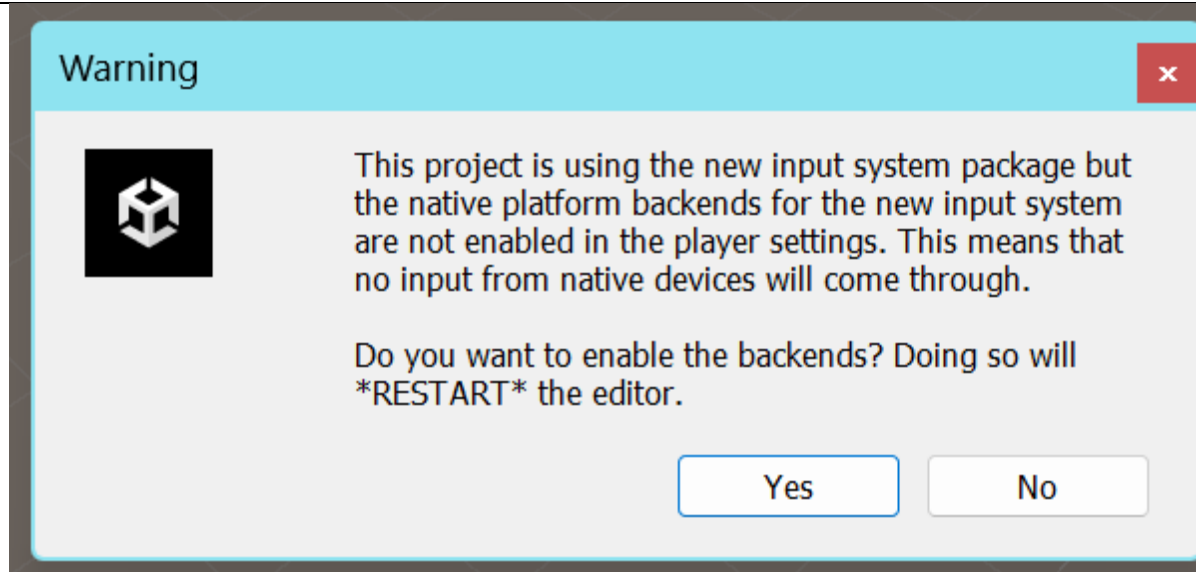 Warning
This project is using the new input system package but
the native platform backends for the new input system
are not enabled in the player settings. This means that
no input from native devices will come through.
Do you want to enable the backends? Doing so will
*RESTART* the editor.
Yes No